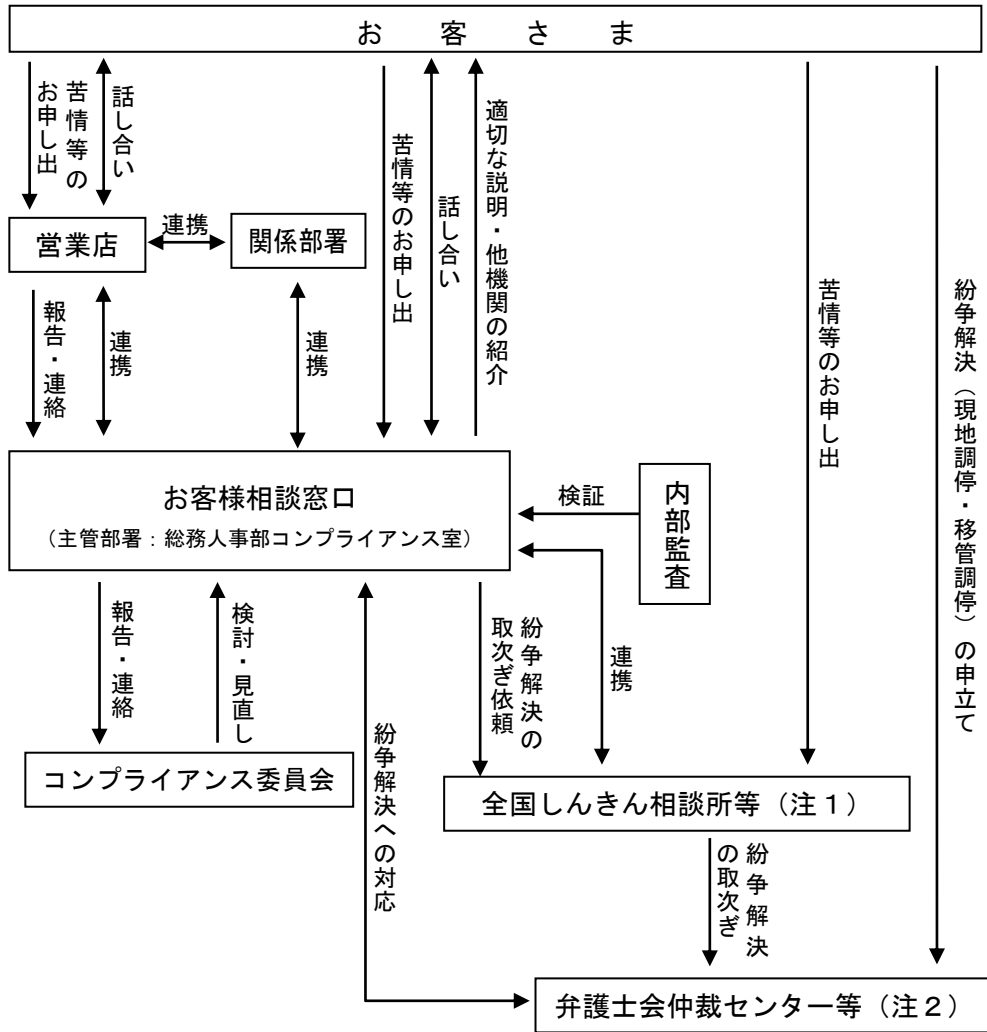 お客さま
苦情等の
お申し出
話し合い
苦情等のお申し出
話し合い
適切な説明・他機関の紹介
苦情等のお申し出
紛争解決（現地調停・移管調停）の申立て
営業店
連携
関係部署
報告・連絡
連携
連携
お客様相談窓口
（主管部署：総務人事部コンプライアンス室）
検証
内部監査
報告・連絡
検討・見直し
紛争解決への対応
紛争解決の
取次ぎ依頼
連携
コンプライアンス委員会
全国しんきん相談所等（注１）
紛争解決
の取次ぎ
弁護士会仲裁センター等（注２）